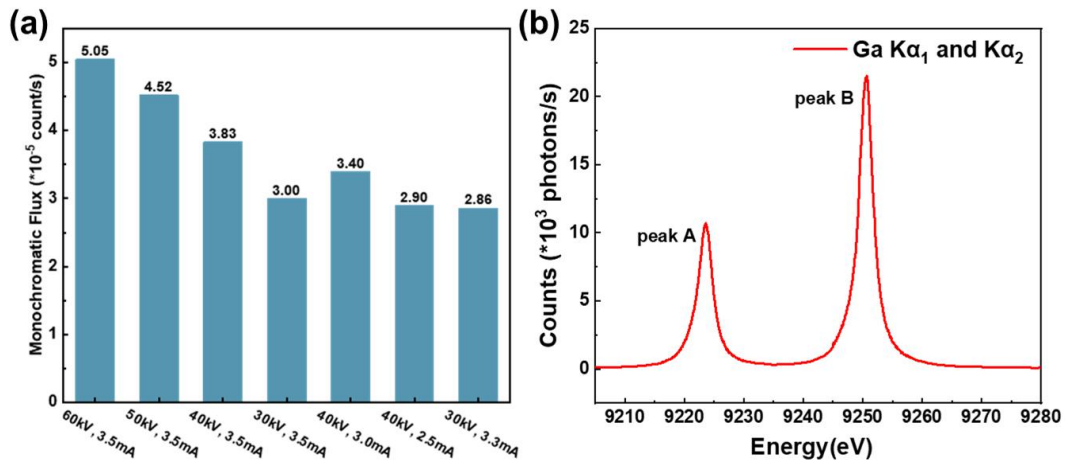 (a)
Monochromatic Flux (*10⁻⁵ count/s)
5
4
3
2
1
0
5.05
4.52
3.83
3.00
3.40
2.90
2.86
60kV, 3.5mA
50kV, 3.5mA
40kV, 3.5mA
30kV, 3.5mA
40kV, 3.0mA
40kV, 2.5mA
30kV, 3.3mA
(b)
Counts (*10³ photons/s)
25
20
15
10
5
0
Ga Kα₁ and Kα₂
peak B
peak A
9210 9220 9230 9240 9250 9260 9270 9280
Energy(eV)